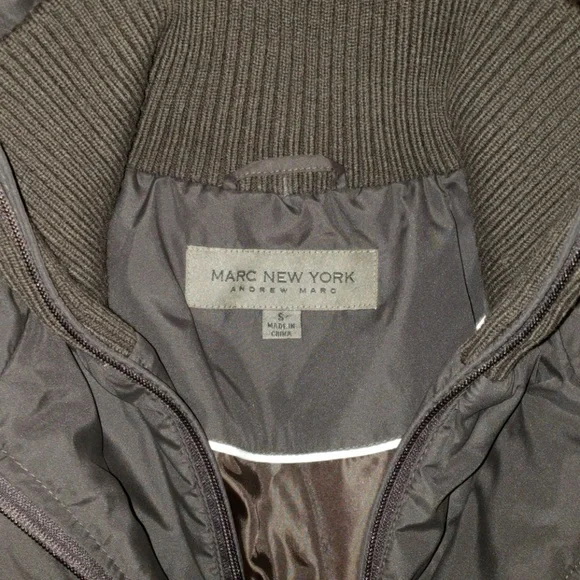 MARC NEW YORK
ANDREW MARC
S
MADE IN
CHINA